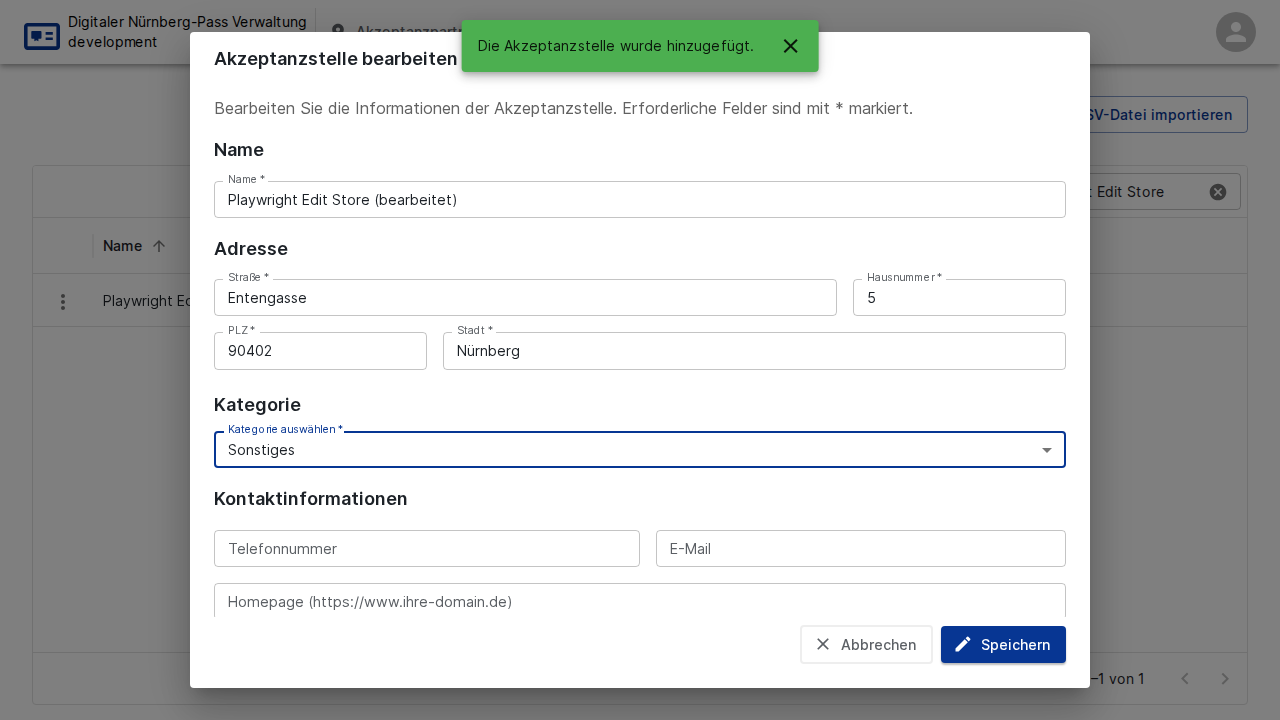 Digitaler Nürnberg-Pass Verwaltung
development
Die Akzeptanzstelle wurde hinzugefügt.
Akzeptanzstelle bearbeiten
Bearbeiten Sie die Informationen der Akzeptanzstelle. Erforderliche Felder sind mit * markiert.
SV-Datei importieren
Name
Name *
Playwright Edit Store (bearbeitet)
Edit Store
Name
Adresse
Straße *
Hausnummer *
Entengasse
5
Playwright Ed
PLZ *
Stadt *
90402
Nürnberg
Kategorie
Kategorie auswählen *
Sonstiges
Kontaktinformationen
Telefonnummer
E-Mail
Homepage (https://www.ihre-domain.de)
Abbrechen
Speichern
–1 von 1